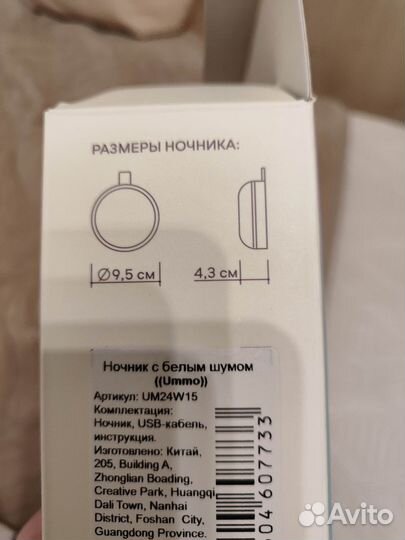 РАЗМЕРЫ НОЧНИКА:
Ø9,5 см
4,3 см
Ночник с белым шумом
((Ummo))
Артикул: UM24W15
Комплектация:
Ночник, USB-кабель,
инструкция.
Изготовлено: Китай,
205, Building A,
Zhonglian Boading,
Creative Park, Huangqi
Dali Town, Nanhai
District, Foshan City,
Guangdong Province.
604607733
Avito